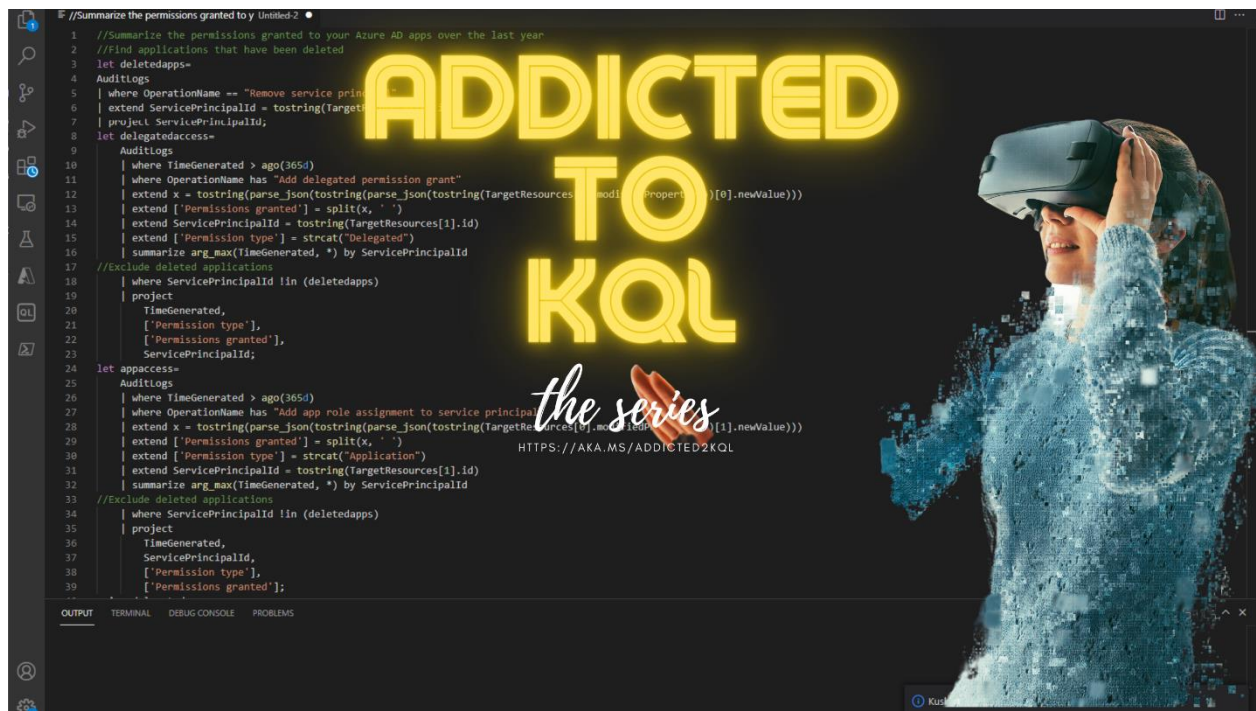 //Summarize the permissions granted to y Untitled-2
1 //Summarize the permissions granted to your Azure AD apps over the last year
2 //Find applications that have been deleted
3 let deletedapps=
4 AuditLogs
5 | where OperationName == "Remove service
6 | extend ServicePrincipalId = tostring(
7 | project ServicePrincipalId;
8 let delegatedaccess=
9 AuditLogs
10 | where TimeGenerated > ago(365d)
11 | where OperationName has "Add delegated permission grant"
12 | extend x = tostring(parse_json(tostring(parse_json(tostring(TargetResources )[0].newValue)))
13 | extend ['Permissions granted'] = split(x, ' ')
14 | extend ServicePrincipalId = tostring(TargetResources[1].id)
15 | extend ['Permission type'] = strcat("Delegated")
16 | summarize arg_max(TimeGenerated, *) by ServicePrincipalId
17 //Exclude deleted applications
18 | where ServicePrincipalId !in (deletedapps)
19 | project
20 TimeGenerated,
21 ['Permission type'],
22 ['Permissions granted'],
23 ServicePrincipalId;
24 let appaccess=
25 AuditLogs
26 | where TimeGenerated > ago(365d)
27 | where OperationName has "Add app role assignment to service principal
28 | extend x = tostring(parse_json(tostring(parse_json(tostring( )[1].newValue)))
29 | extend ['Permissions granted'] = split(x, ' ')
30 | extend ['Permission type'] = strcat("Application")
31 | extend ServicePrincipalId = tostring(TargetResources[1].id)
32 | summarize arg_max(TimeGenerated, *) by ServicePrincipalId
33 //Exclude deleted applications
34 | where ServicePrincipalId !in (deletedapps)
35 | project
36 TimeGenerated,
37 ServicePrincipalId,
38 ['Permission type'],
39 ['Permissions granted'];
ADDICTED
TO
KQL
the series
HTTPS://AKA.MS/ADDICTED2KQL
OUTPUT TERMINAL DEBUG CONSOLE PROBLEMS